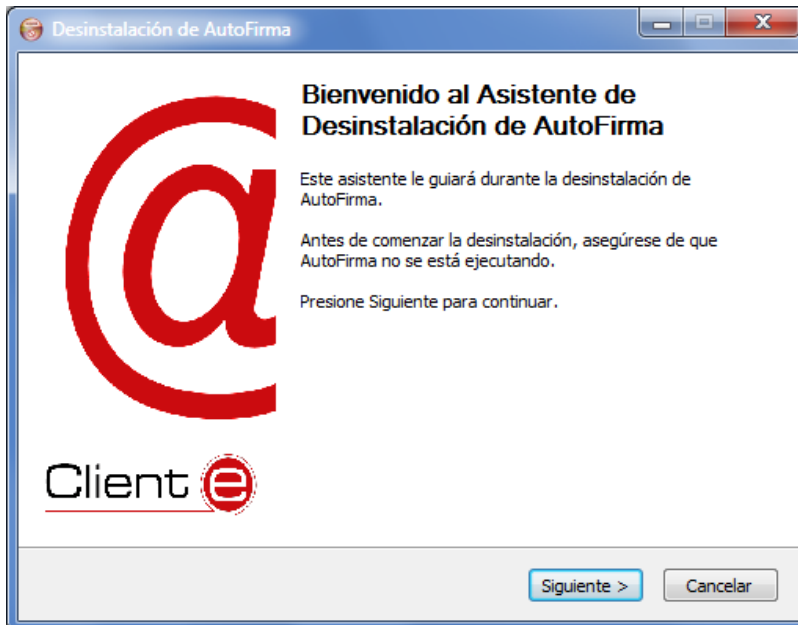 Desinstalación de AutoFirma
Bienvenido al Asistente de
Desinstalación de AutoFirma
Este asistente le guiará durante la desinstalación de
AutoFirma.
Antes de comenzar la desinstalación, asegúrese de que
AutoFirma no se está ejecutando.
Presione Siguiente para continuar.
@
Client e
Siguiente >
Cancelar